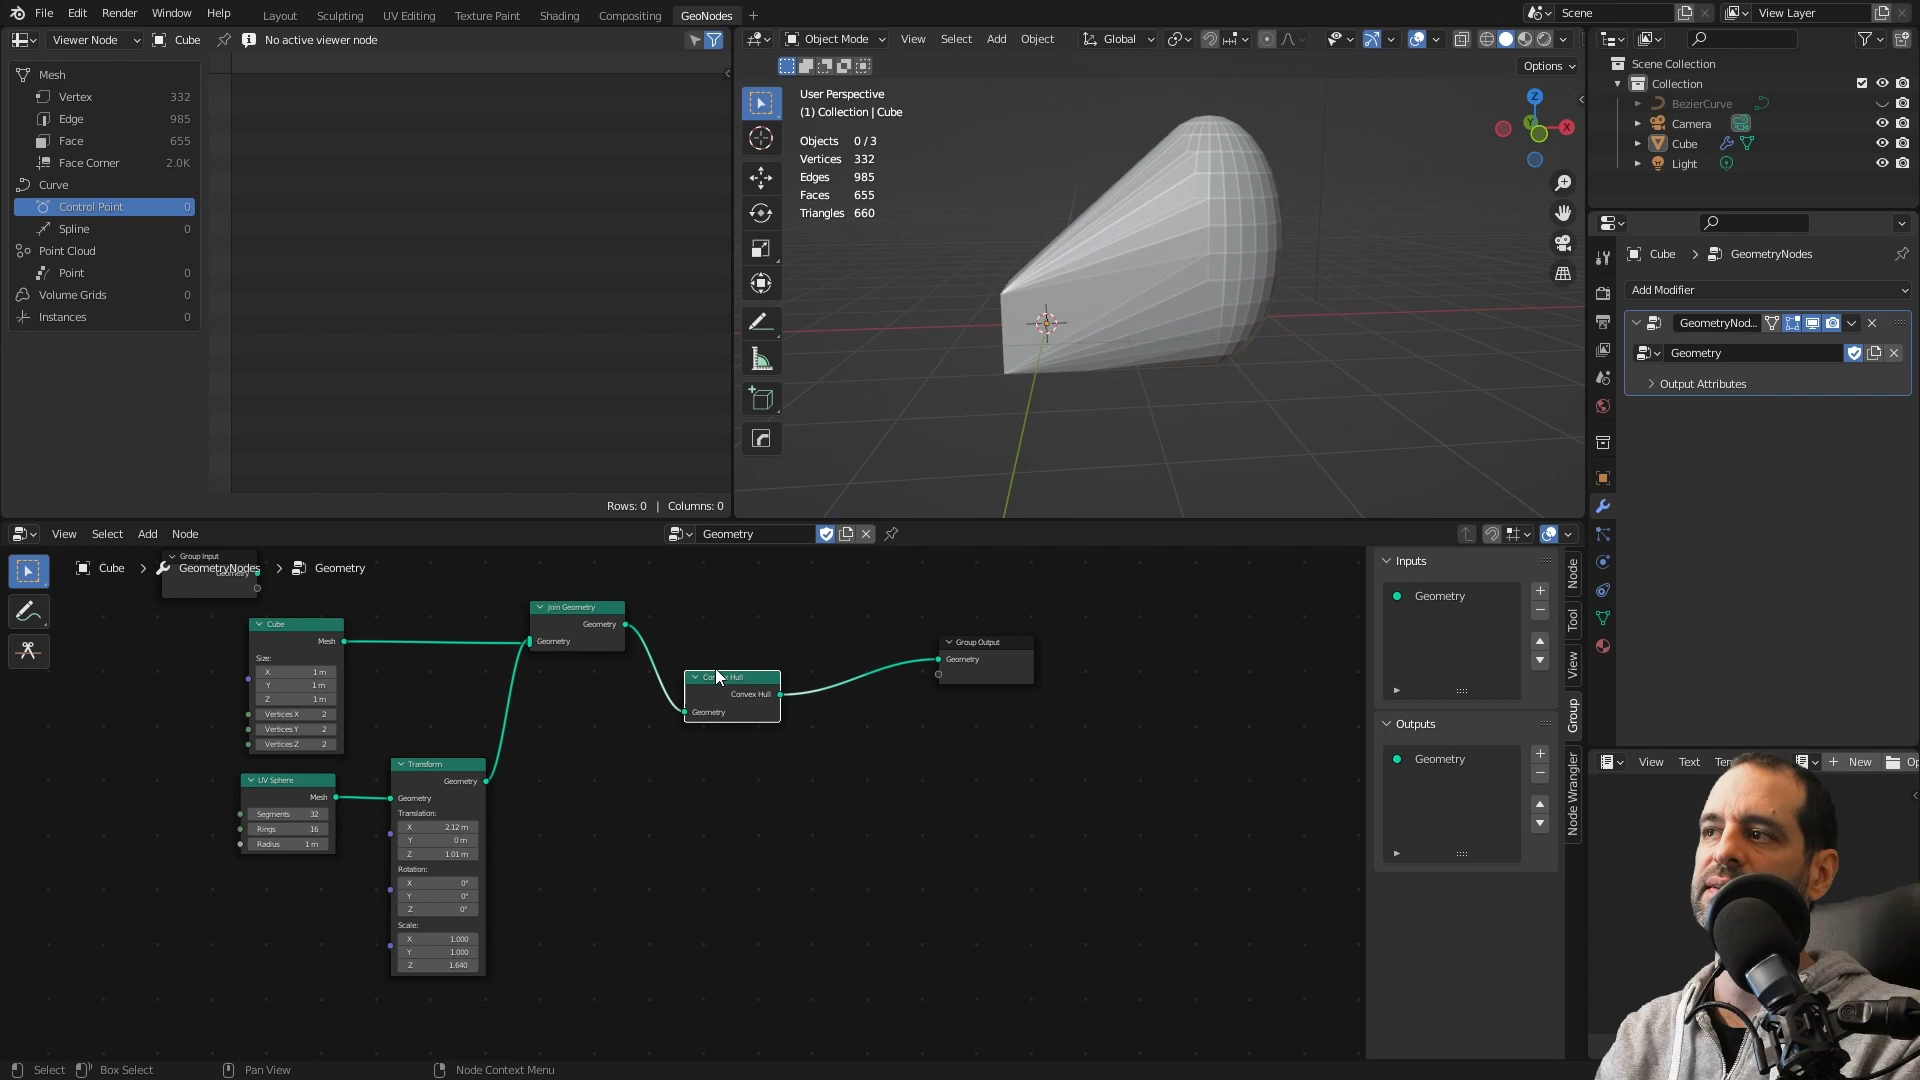 File Edit Render Window Help
Layout Sculpting UV Editing Texture Paint Shading Compositing GeoNodes +
Scene
View Layer
Viewer Node
Cube
No active viewer node
Object Mode View Select Add Object
Global
Options
Mesh
Vertex 332
Edge 985
Face 655
Face Corner 2.0K
Curve
Control Point 0
Spline 0
Point Cloud
Point 0
Volume Grids
0
Instances 0
Rows: 0 | Columns: 0
User Perspective
(1) Collection | Cube
Objects 0 / 3
Vertices 332
Edges 985
Faces 655
Triangles 660
Z
Y
X
Scene Collection
Collection
BezierCurve
Camera
Cube
Light
Cube > GeometryNodes
Add Modifier
GeometryNod...
Geometry
Output Attributes
View Select Add Node
Geometry
Cube > GeometryNodes > Geometry
Group Input
Geometry
Cube
Mesh
Size:
X 1 m
Y 1 m
Z 1 m
Vertices X 2
Vertices Y 2
Vertices Z 2
UV Sphere
Mesh
Segments 32
Rings 16
Radius 1 m
Transform
Geometry
Geometry
Translation:
X 2.12 m
Y 0 m
Z 1.01 m
Rotation:
X 0°
Y 0°
Z 0°
Scale:
X 1.000
Y 1.000
Z 1.640
Join Geometry
Geometry
Geometry
Hull
Convex Hull
Geometry
Group Output
Geometry
Inputs
Geometry
Outputs
Geometry
Node
Tool
View
Group
Node Wrangler
View Text
New
Select Box Select Pan View Node Context Menu